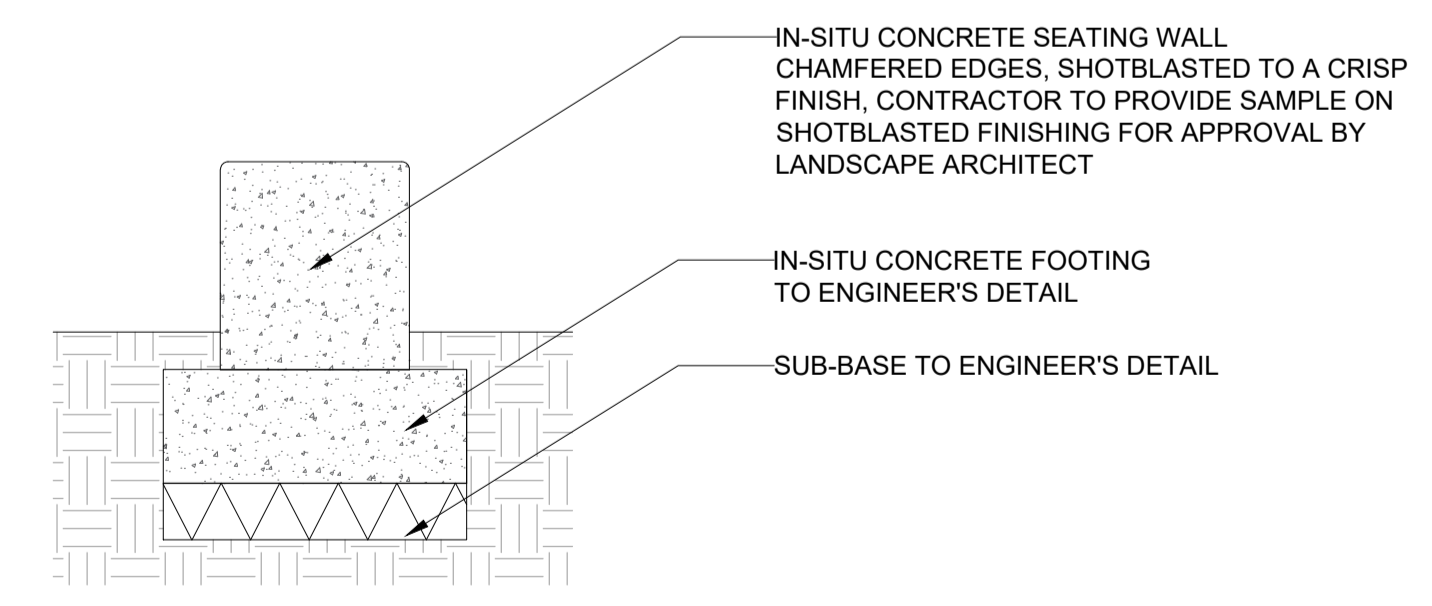 IN-SITU CONCRETE SEATING WALL
CHAMFERED EDGES, SHOTBLASTED TO A CRISP
FINISH, CONTRACTOR TO PROVIDE SAMPLE ON
SHOTBLASTED FINISHING FOR APPROVAL BY
LANDSCAPE ARCHITECT
IN-SITU CONCRETE FOOTING
TO ENGINEER'S DETAIL
SUB-BASE TO ENGINEER'S DETAIL